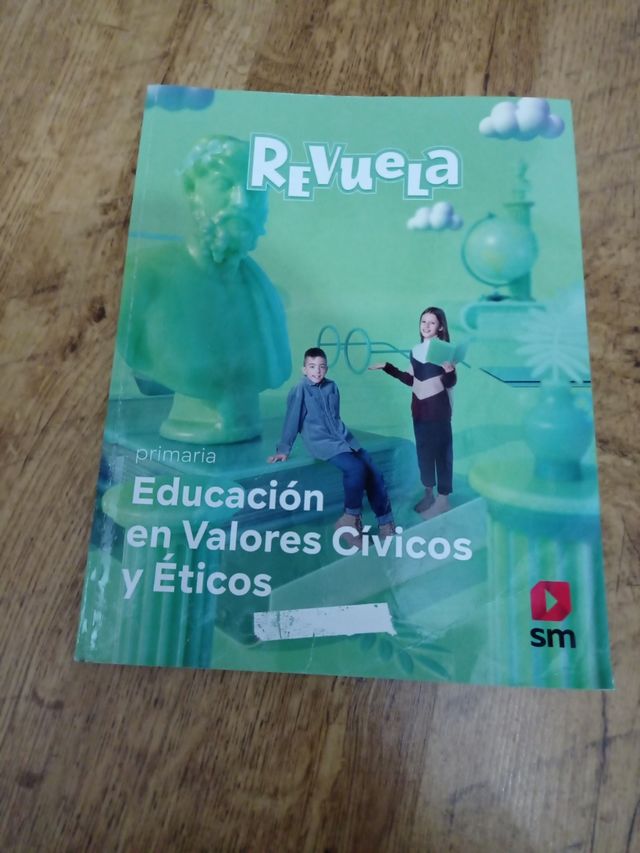 REVUELA
primaria
Educación
en Valores Cívicos
y Éticos
sm